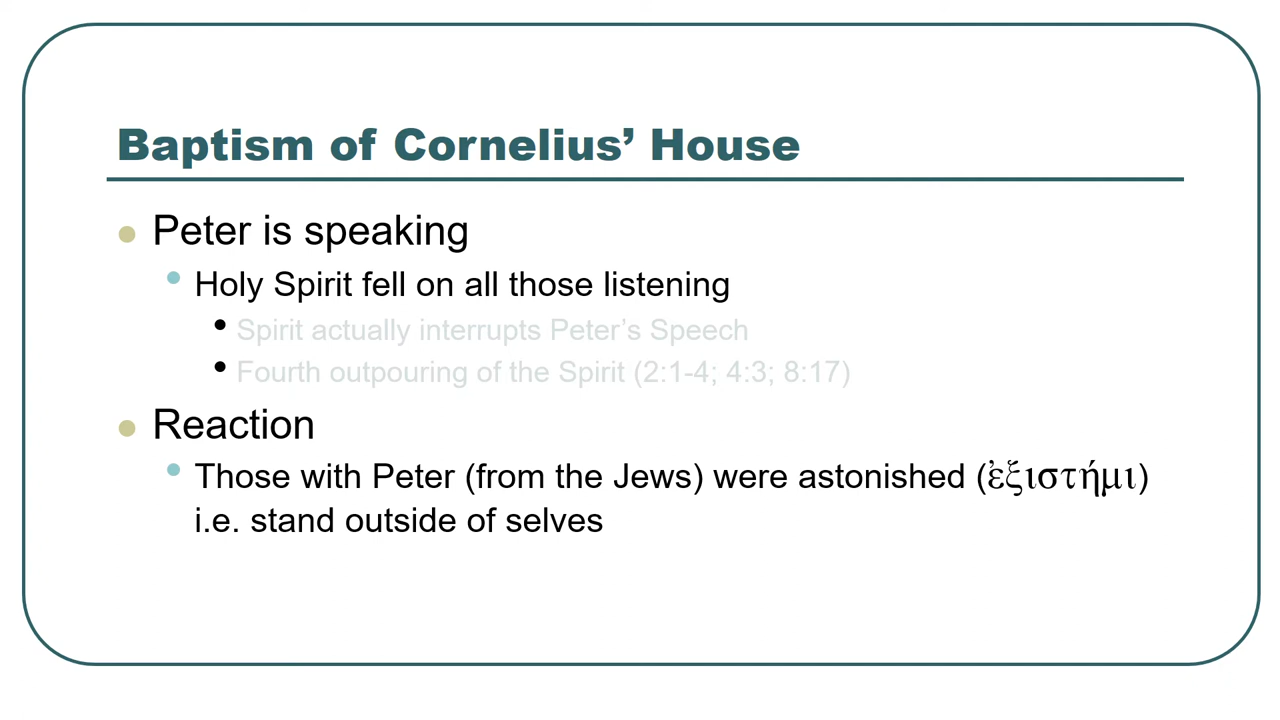 Baptism of Cornelius’ House
Peter is speaking
Holy Spirit fell on all those listening
Spirit actually interrupts Peter’s Speech
Fourth outpouring of the Spirit (2:1-4; 4:3; 8:17)
Reaction
Those with Peter (from the Jews) were astonished (ἐξιστήμι)
i.e. stand outside of selves